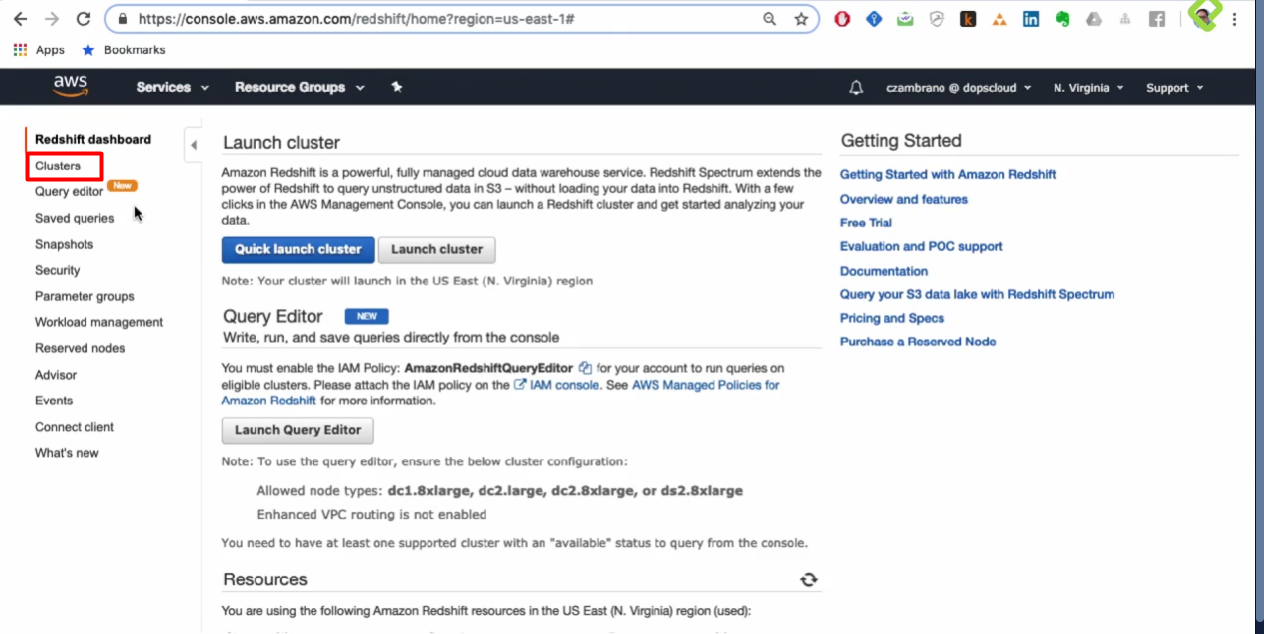 https://console.aws.amazon.com/redshift/home?region=us-east-1#
Apps
Bookmarks
aws
Services
Resource Groups
czambrano @ dopscloud
N. Virginia
Support
Redshift dashboard
Clusters
Query editor New
Saved queries
Snapshots
Security
Parameter groups
Workload management
Reserved nodes
Advisor
Events
Connect client
What's new
Launch cluster
Amazon Redshift is a powerful, fully managed cloud data warehouse service. Redshift Spectrum extends the
power of Redshift to query unstructured data in S3 – without loading your data into Redshift. With a few
clicks in the AWS Management Console, you can launch a Redshift cluster and get started analyzing your
data.
Quick launch cluster
Launch cluster
Note: Your cluster will launch in the US East (N. Virginia) region
Query Editor NEW
Write, run, and save queries directly from the console
You must enable the IAM Policy: AmazonRedshiftQueryEditor for your account to run queries on
eligible clusters. Please attach the IAM policy on the IAM console. See AWS Managed Policies for
Amazon Redshift for more information.
Launch Query Editor
Note: To use the query editor, ensure the below cluster configuration:
Allowed node types: dc1.8xlarge, dc2.large, dc2.8xlarge, or ds2.8xlarge
Enhanced VPC routing is not enabled
You need to have at least one supported cluster with an "available" status to query from the console.
Resources
You are using the following Amazon Redshift resources in the US East (N. Virginia) region (used):
Getting Started
Getting Started with Amazon Redshift
Overview and features
Free Trial
Evaluation and POC support
Documentation
Query your S3 data lake with Redshift Spectrum
Pricing and Specs
Purchase a Reserved Node